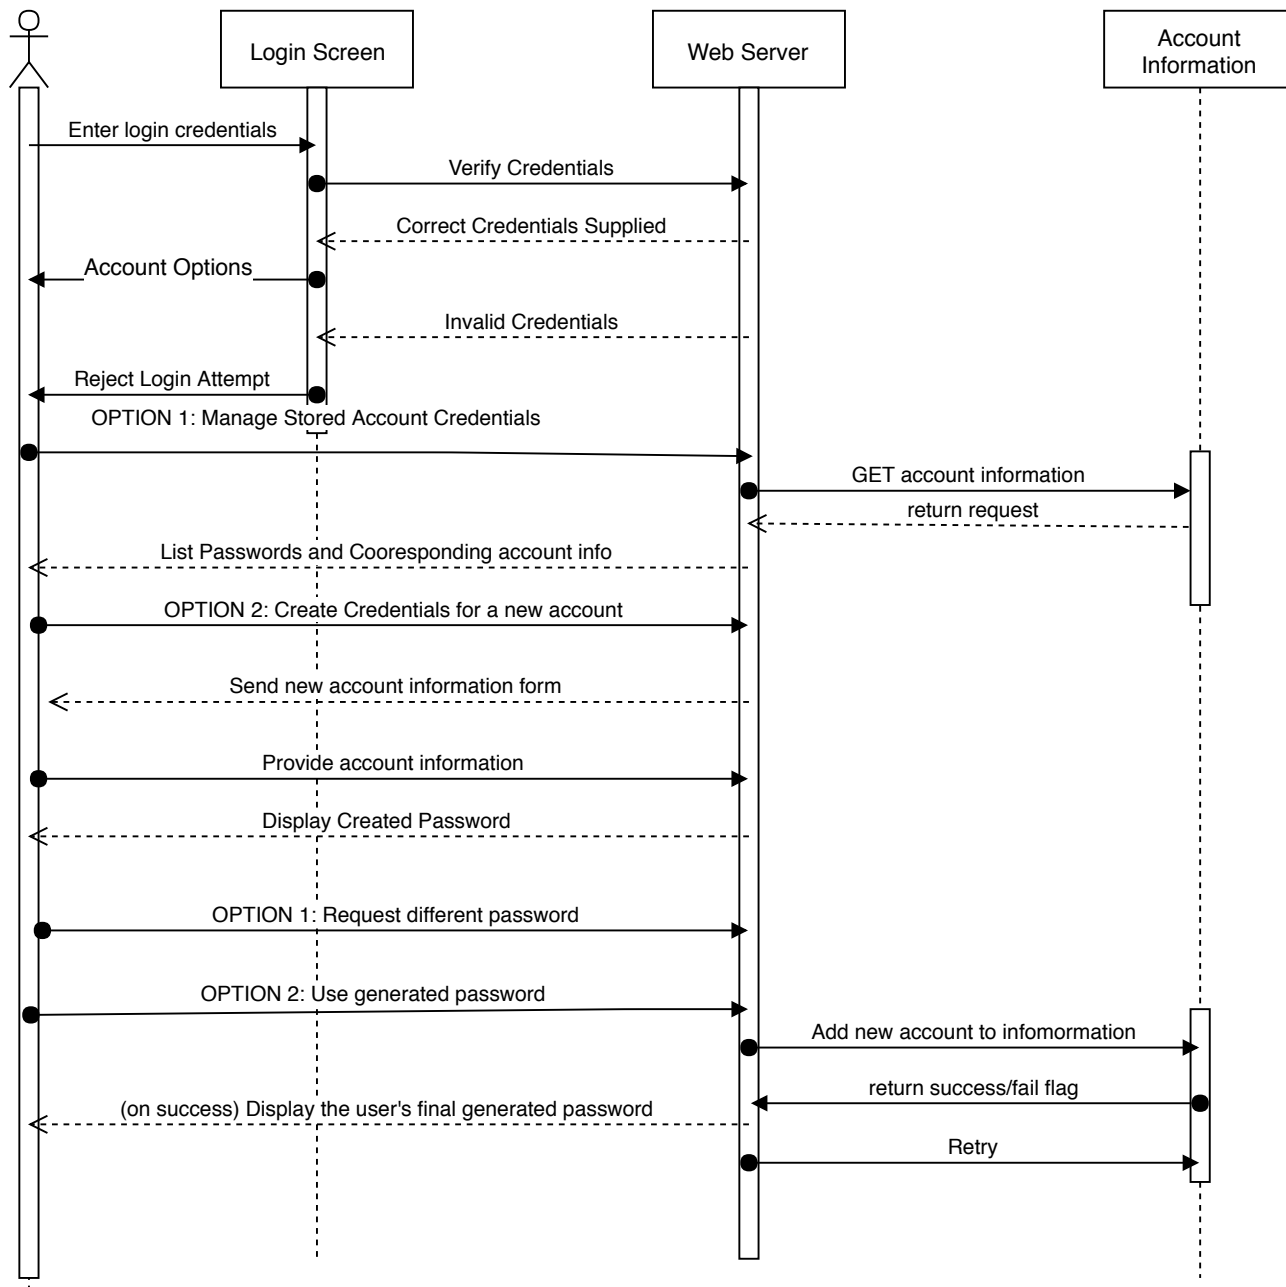 Login Screen
Web Server
Account
Information
Enter login credentials
Verify Credentials
Correct Credentials Supplied
Account Options
Invalid Credentials
Reject Login Attempt
OPTION 1: Manage Stored Account Credentials
GET account information
return request
List Passwords and Cooresponding account info
OPTION 2: Create Credentials for a new account
Send new account information form
Provide account information
Display Created Password
OPTION 1: Request different password
OPTION 2: Use generated password
Add new account to infomormation
return success/fail flag
(on success) Display the user's final generated password
Retry